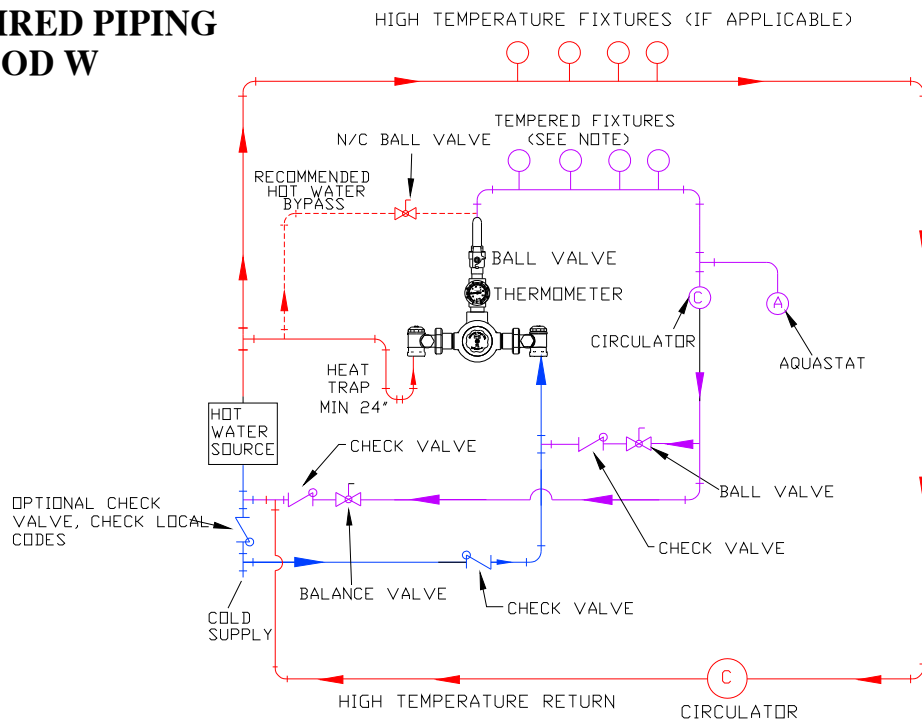 IRED PIPING
OD W
HIGH TEMPERATURE FIXTURES (IF APPLICABLE)
TEMPERED FIXTURES
(SEE NOTE)
N/C BALL VALVE
RECOMMENDED
HOT WATER
BYPASS
BALL VALVE
THERMOMETER
C
A
CIRCULATOR
AQUASTAT
HEAT
TRAP
MIN 24"
HOT
WATER
SOURCE
CHECK VALVE
BALL VALVE
OPTIONAL CHECK
VALVE, CHECK LOCAL
CODES
CHECK VALVE
BALANCE VALVE
CHECK VALVE
COLD
SUPPLY
C
HIGH TEMPERATURE RETURN
CIRCULATOR